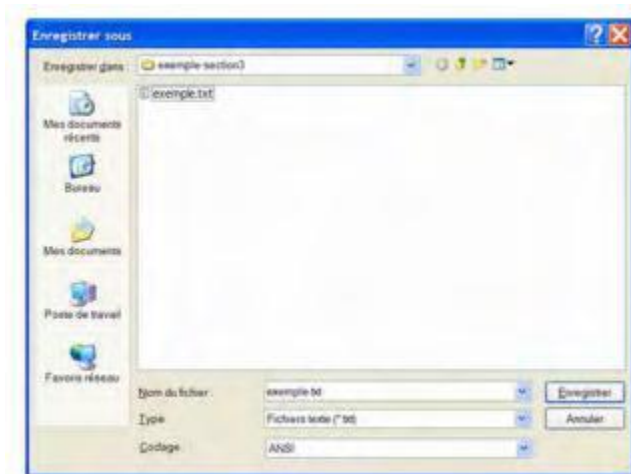 Enregistrer sous
Enregistrer dans : exemple-section3
exemple.txt
Mes documents
récents
Bureau
Mes documents
Poste de travail
Favoris réseau
Nom du fichier : exemple.txt Enregistrer
Type : Fichiers texte (*.txt) Annuler
Codage : ANSI